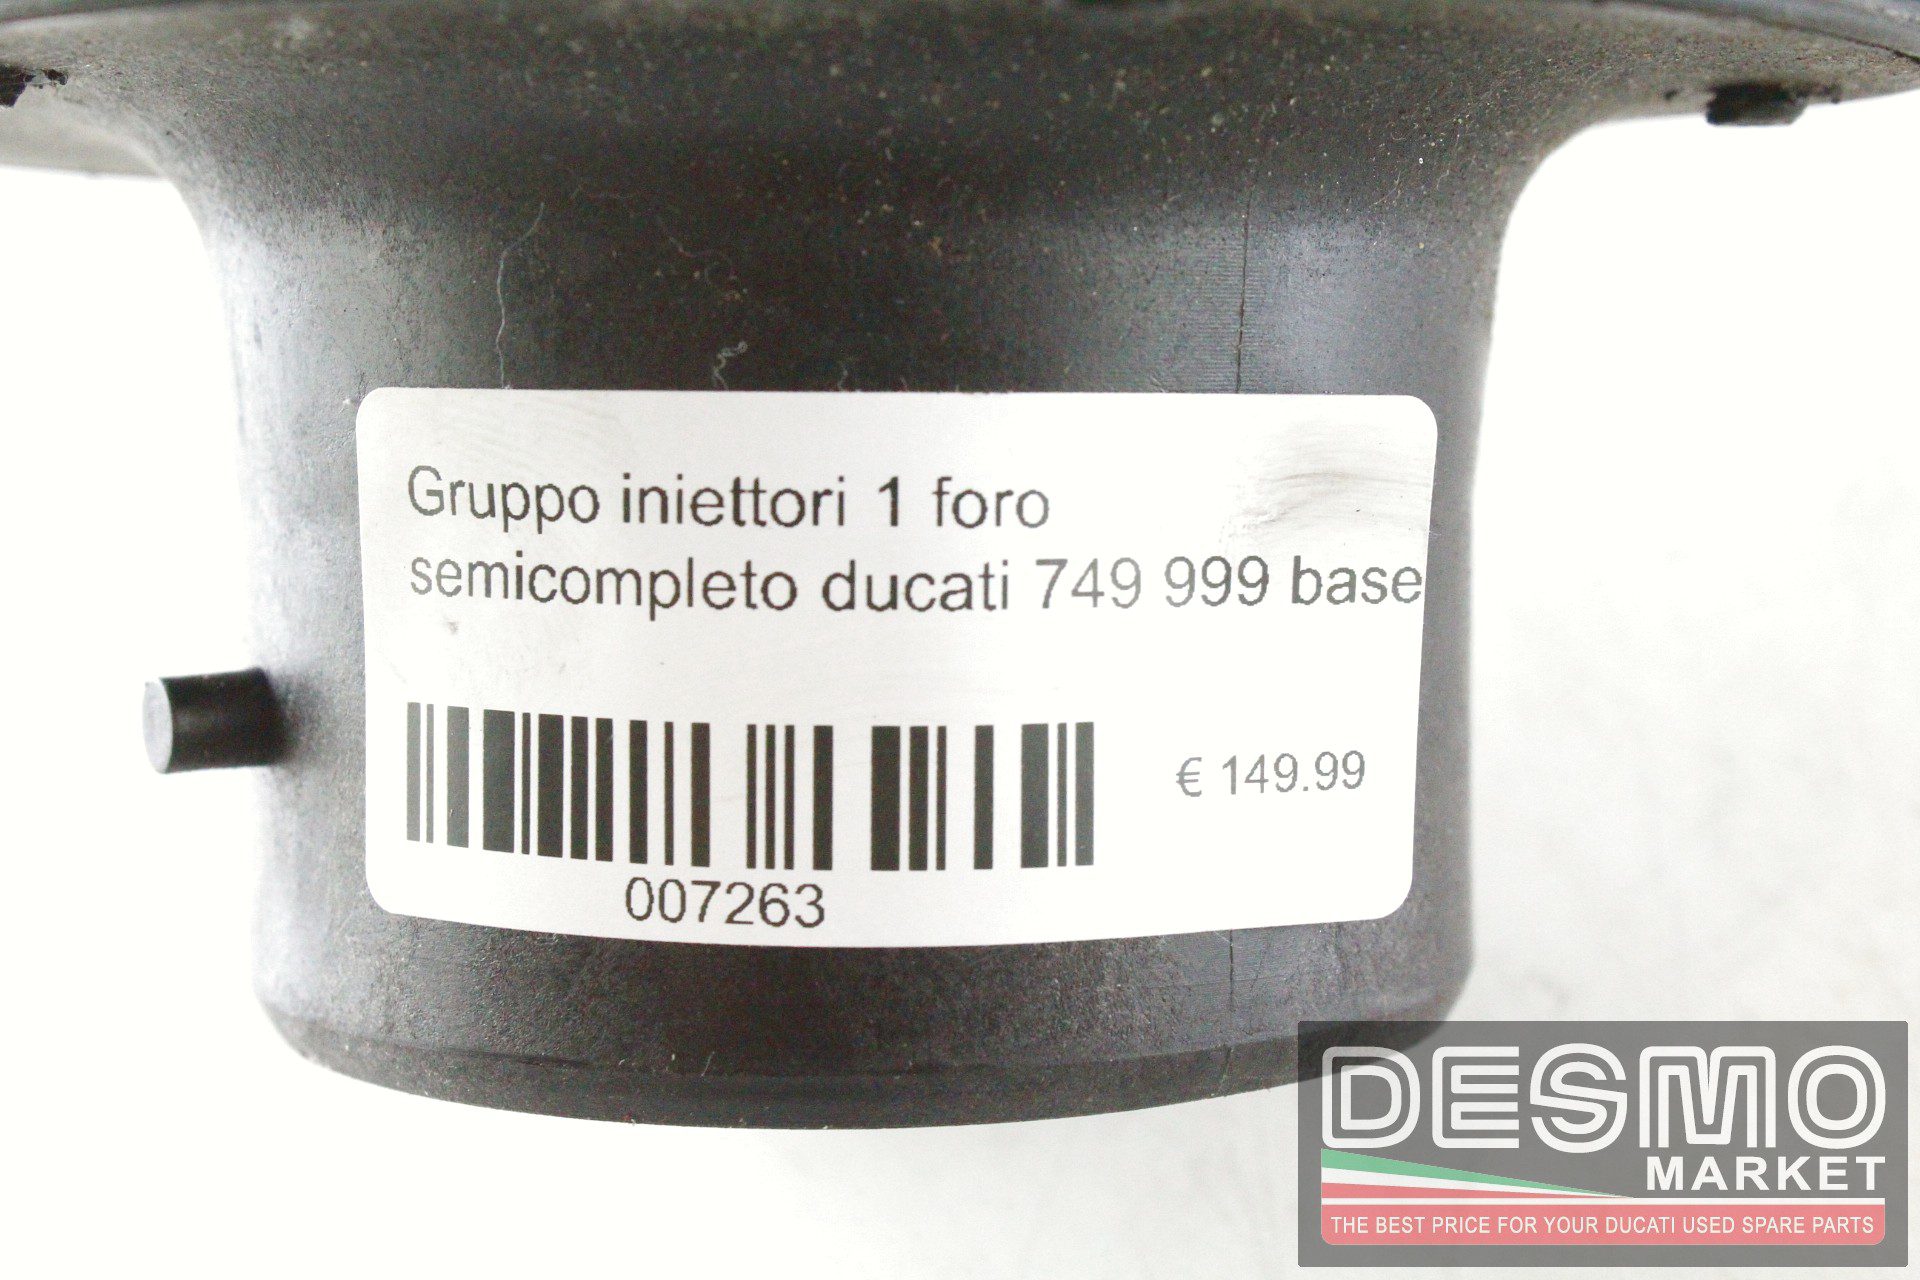 Gruppo iniettori 1 foro
semicompleto ducati 749 999 base
€ 149.99
007263
DESMO
MARKET
THE BEST PRICE FOR YOUR DUCATI USED SPARE PARTS